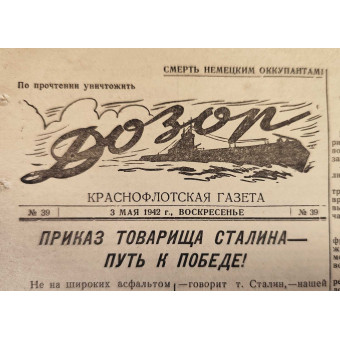 СМЕРТЬ НЕМЕЦКИМ ОККУПАНТАМ!
По прочтении уничтожить
Дозор
КРАСНОФЛОТСКАЯ ГАЗЕТА
№ 39 3 МАЯ 1942 г., ВОСКРЕСЕНЬЕ № 39
ПРИКАЗ ТОВАРИЩА СТАЛИНА—
ПУТЬ К ПОБЕДЕ!
Не на широких асфальтом —говорит т. Сталин,—нашей